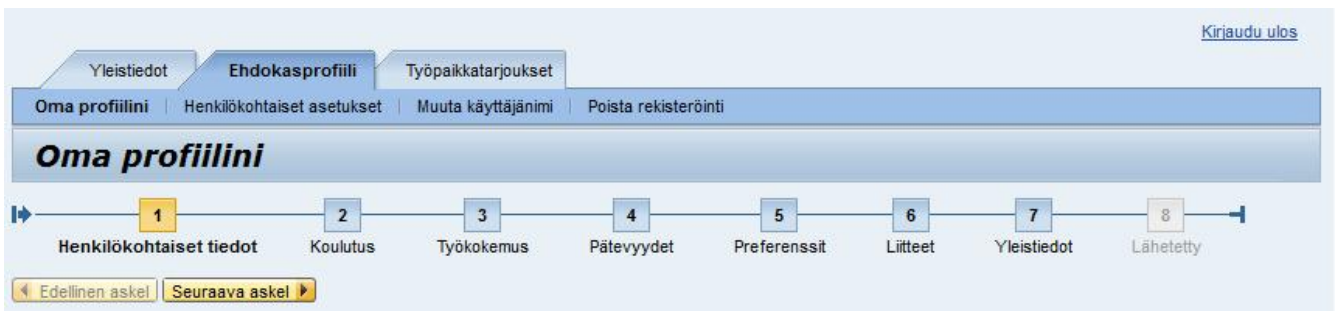 Kirjaudu ulos
Yleistiedot Ehdokasprofiili Työpaikkatarjoukset
Oma profiilini Henkilökohtaiset asetukset Muuta käyttäjänimi Poista rekisteröinti
Oma profiilini
1 2 3 4 5 6 7 8
Henkilökohtaiset tiedot Koulutus Työkokemus Pätevyydet Preferenssit Liitteet Yleistiedot Lähetetty
Edellinen askel Seuraava askel